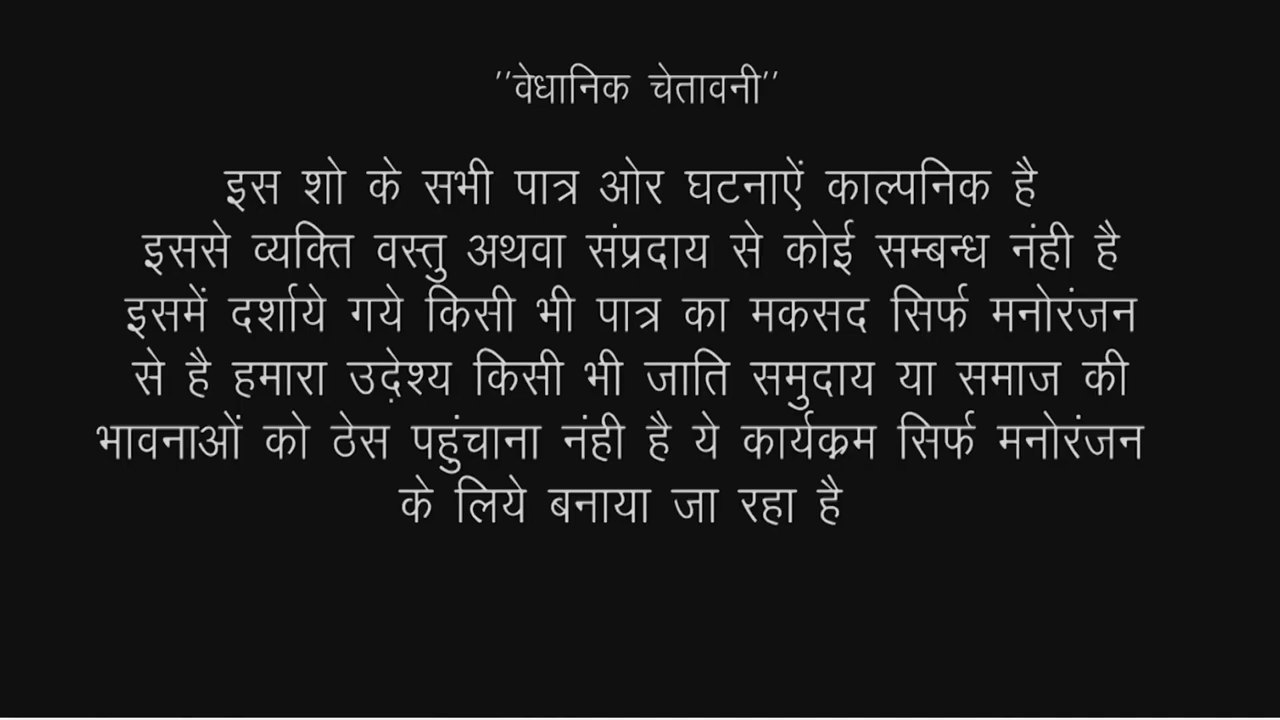 ''वेधानिक चेतावनी''
इस शो के सभी पात्र ओर घटनाऐं काल्पनिक है
इससे व्यक्ति वस्तु अथवा संप्रदाय से कोई सम्बन्ध नंही है
इसमें दर्शाये गये किसी भी पात्र का मकसद सिर्फ मनोरंजन
से है हमारा उद़ेश्य किसी भी जाति समुदाय या समाज की
भावनाओं को ठेस पहुंचाना नंही है ये कार्यक्रम सिर्फ मनोरंजन
के लिये बनाया जा रहा है